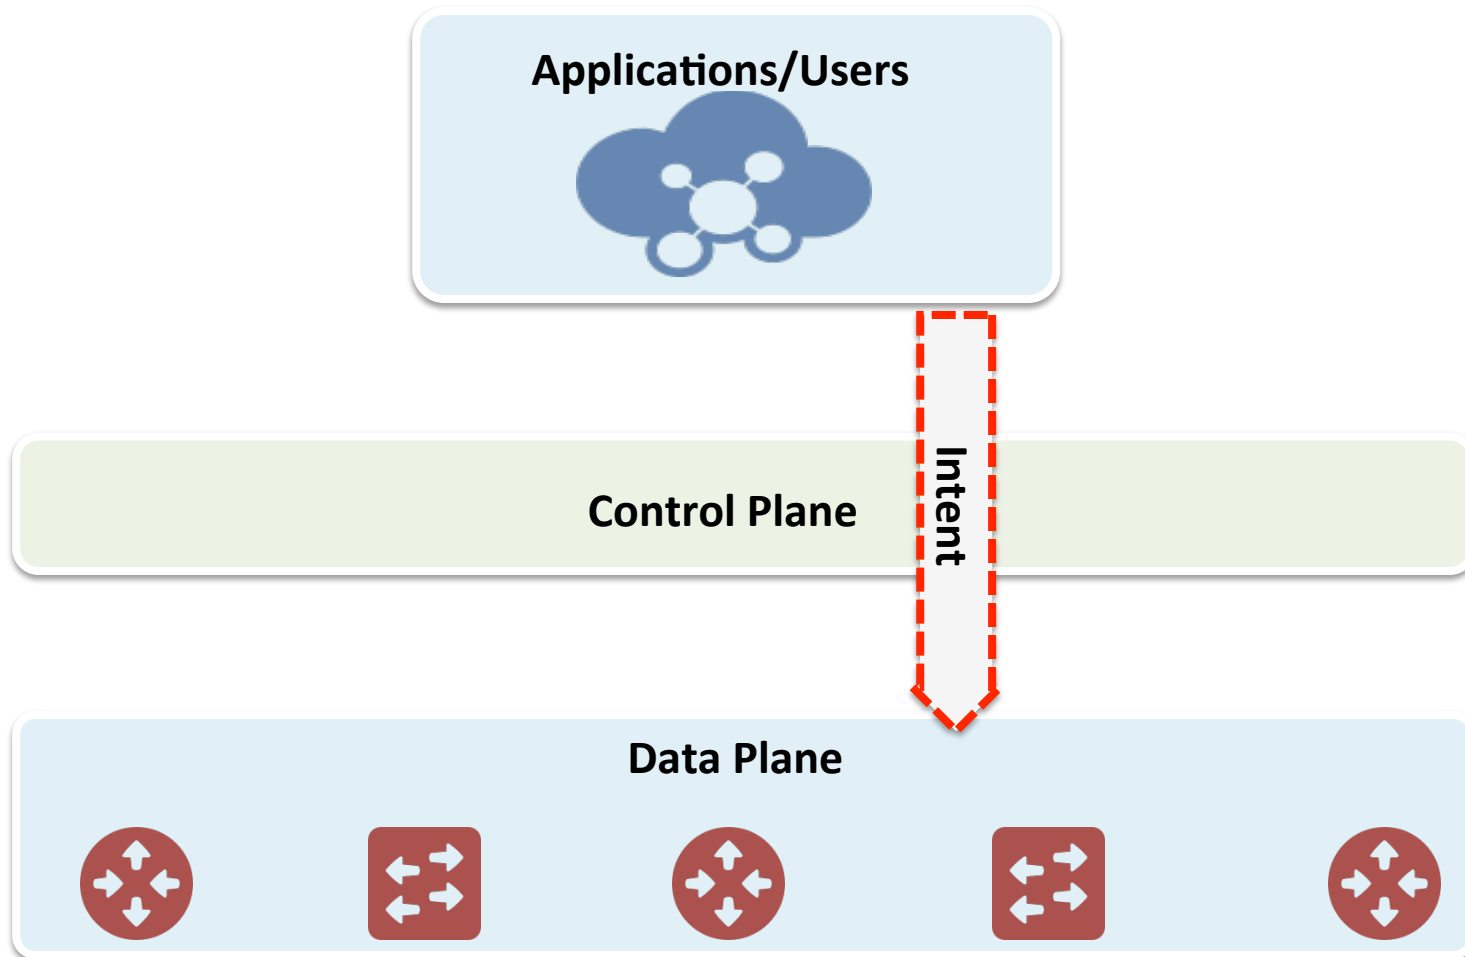 Applications/Users
Control Plane
Intent
Data Plane